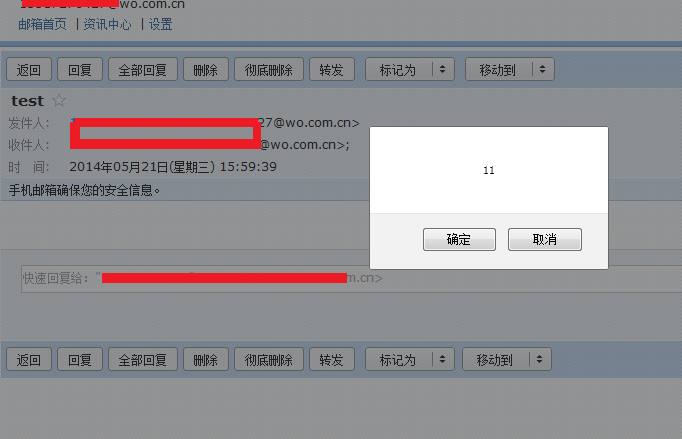 @wo.com.cn
邮箱首页 | 资讯中心 | 设置
返回 回复 全部回复 删除 彻底删除 转发 标记为 移动到
test ☆
发件人: 27@wo.com.cn>
收件人: @wo.com.cn>;
时 间: 2014年05月21日(星期三) 15:59:39
手机邮箱确保您的安全信息。
11
确定 取消
快速回复给: " m.cn>
返回 回复 全部回复 删除 彻底删除 转发 标记为 移动到